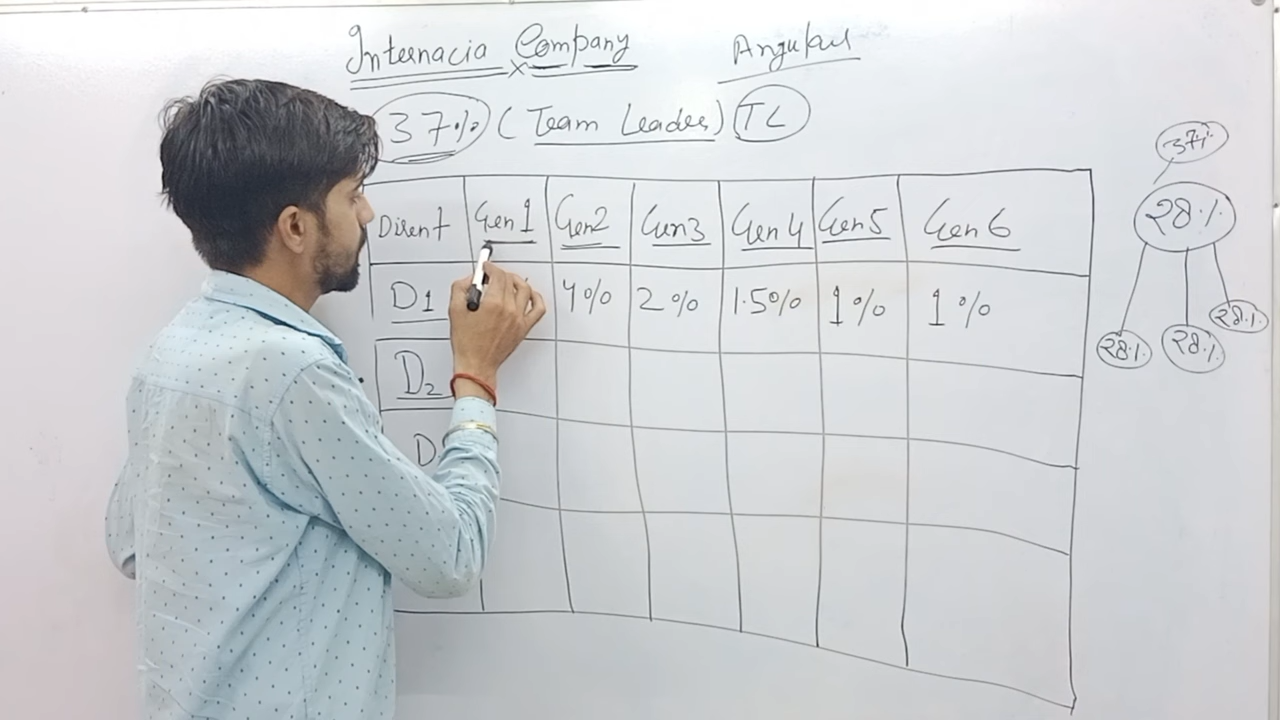 Internacia Company
Angular
37% (Team Leader) TL
37%
28%
28% 28% 28%
Dirent Gen1 Gen2 Gen3 Gen4 Gen5 Gen6
D1 4% 2% 1.5% 1% 1%
D2
D